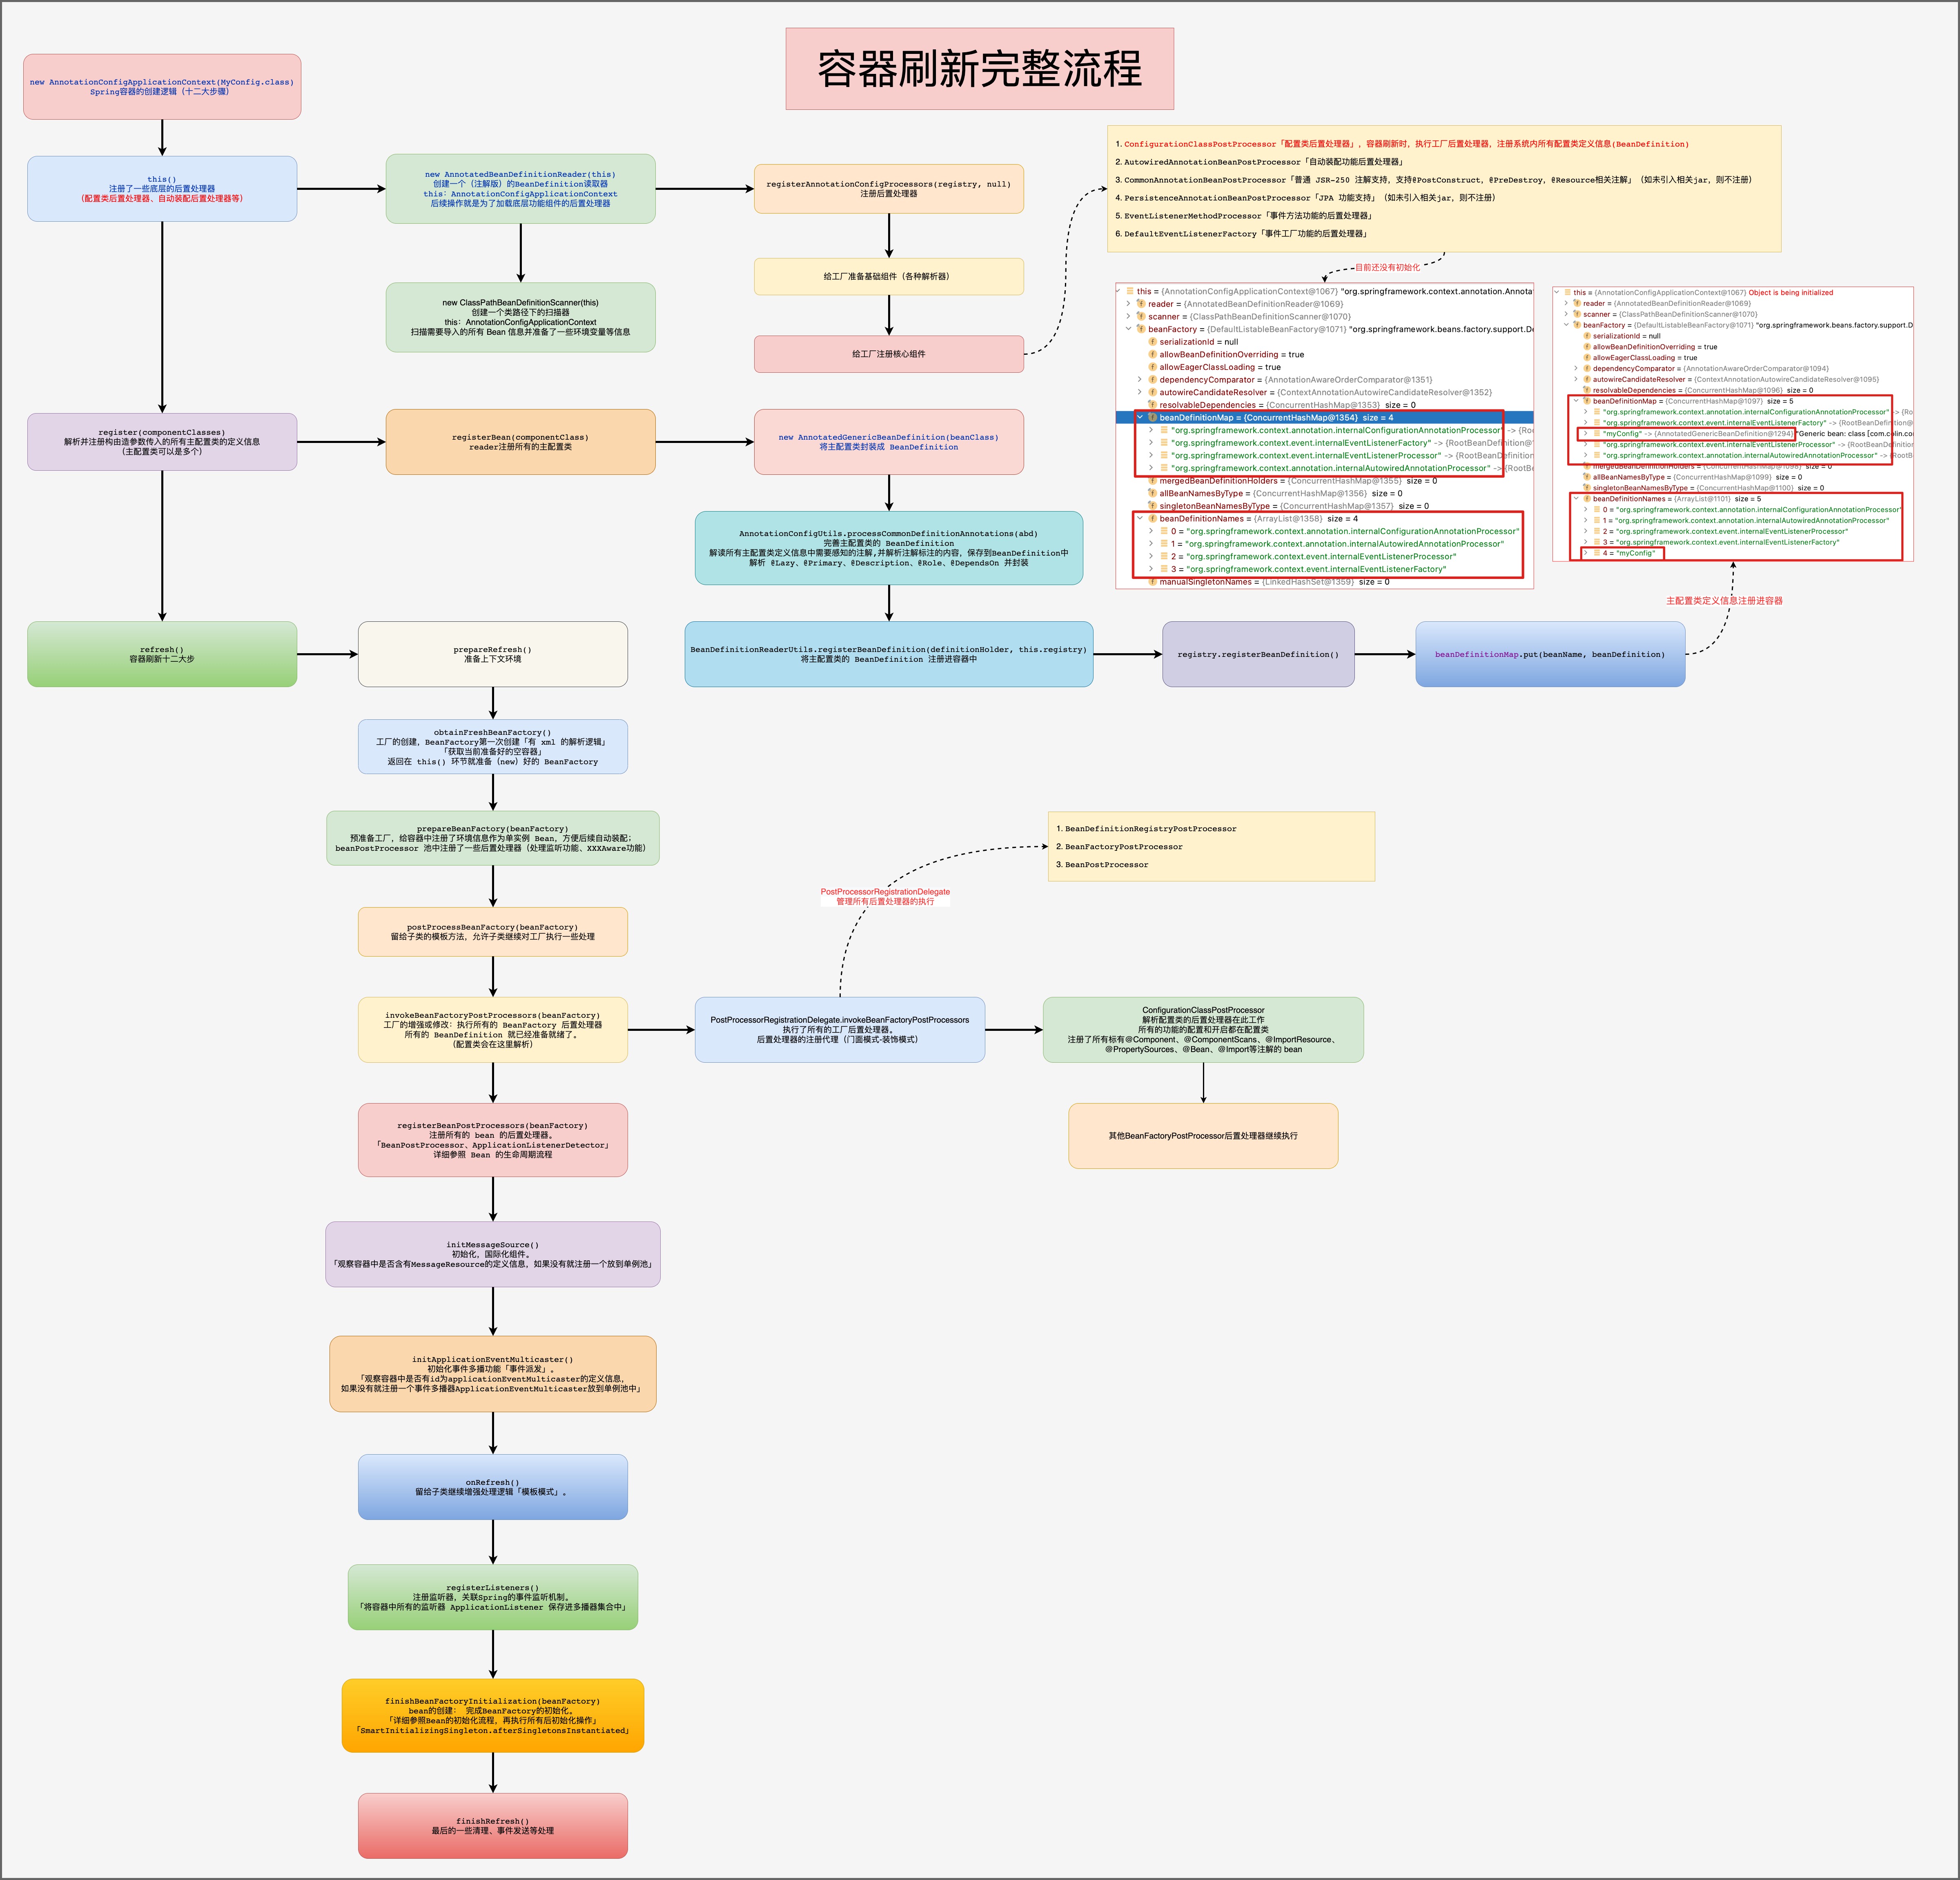 容器刷新完整流程
new AnnotationConfigApplicationContext(MyConfig.class)
Spring容器的创建逻辑（十二大步骤）
this()
注册了一些底层的后置处理器
（配置类后置处理器、自动装配后置处理器等）
new AnnotatedBeanDefinitionReader(this)
创建一个（注解版）的BeanDefinition读取器
this: AnnotationConfigApplicationContext
后续操作就是为了加载底层功能组件的后置处理器
registerAnnotationConfigProcessors(registry, null)
注册后置处理器
1. ConfigurationClassPostProcessor「配置类后置处理器」，容器刷新时，执行工厂后置处理器，注册系统内所有配置类定义信息(BeanDefinition)
2. AutowiredAnnotationBeanPostProcessor「自动装配功能后置处理器」
3. CommonAnnotationBeanPostProcessor「普通 JSR-250 注解支持，支持@PostConstruct，@PreDestroy，@Resource相关注解」（如未引入相关jar，则不注册）
4. PersistenceAnnotationBeanPostProcessor「JPA 功能支持」（如未引入相关jar，则不注册）
5. EventListenerMethodProcessor「事件方法功能的后置处理器」
6. DefaultEventListenerFactory「事件工厂功能的后置处理器」
new ClassPathBeanDefinitionScanner(this)
创建一个类路径下的扫描器
this：AnnotationConfigApplicationContext
扫描需要导入的所有 Bean 信息并准备了一些环境变量等信息
给工厂准备基础组件（各种解析器）
给工厂注册核心组件
目前还没有初始化
this = {AnnotationConfigApplicationContext@1067} "org.springframework.context.annotation.Annotat
reader = {AnnotatedBeanDefinitionReader@1069}
scanner = {ClassPathBeanDefinitionScanner@1070}
beanFactory = {DefaultListableBeanFactory@1071} "org.springframework.beans.factory.support.De
serializationId = null
allowBeanDefinitionOverriding = true
allowEagerClassLoading = true
dependencyComparator = {AnnotationAwareOrderComparator@1351}
autowireCandidateResolver = {ContextAnnotationAutowireCandidateResolver@1352}
resolvableDependencies = {ConcurrentHashMap@1353} size = 0
beanDefinitionMap = {ConcurrentHashMap@1354} size = 4
"org.springframework.context.annotation.internalConfigurationAnnotationProcessor" -> {Roo
"org.springframework.context.event.internalEventListenerFactory" -> {RootBeanDefinition@1
"org.springframework.context.event.internalEventListenerProcessor" -> {RootBeanDefinition
"org.springframework.context.annotation.internalAutowiredAnnotationProcessor" -> {RootBe
mergedBeanDefinitionHolders = {ConcurrentHashMap@1355} size = 0
allBeanNamesByType = {ConcurrentHashMap@1356} size = 0
singletonBeanNamesByType = {ConcurrentHashMap@1357} size = 0
beanDefinitionNames = {ArrayList@1358} size = 4
0 = "org.springframework.context.annotation.internalConfigurationAnnotationProcessor"
1 = "org.springframework.context.annotation.internalAutowiredAnnotationProcessor"
2 = "org.springframework.context.event.internalEventListenerProcessor"
3 = "org.springframework.context.event.internalEventListenerFactory"
manualSingletonNames = {LinkedHashSet@1359} size = 0
this = {AnnotationConfigApplicationContext@1067} Object is being initialized
reader = {AnnotatedBeanDefinitionReader@1069}
scanner = {ClassPathBeanDefinitionScanner@1070}
beanFactory = {DefaultListableBeanFactory@1071} "org.springframework.beans.factory.support.D
serializationId = null
allowBeanDefinitionOverriding = true
allowEagerClassLoading = true
dependencyComparator = {AnnotationAwareOrderComparator@1094}
autowireCandidateResolver = {ContextAnnotationAutowireCandidateResolver@1095}
resolvableDependencies = {ConcurrentHashMap@1096} size = 0
beanDefinitionMap = {ConcurrentHashMap@1097} size = 5
"org.springframework.context.annotation.internalConfigurationAnnotationProcessor" -> {Ro
"org.springframework.context.event.internalEventListenerFactory" -> {RootBeanDefinition@
"myConfig" -> {AnnotatedGenericBeanDefinition@1294} "Generic bean: class [com.colin.co
"org.springframework.context.event.internalEventListenerProcessor" -> {RootBeanDefinitio
"org.springframework.context.annotation.internalAutowiredAnnotationProcessor" -> {RootB
mergedBeanDefinitionHolders = {ConcurrentHashMap@1098} size = 0
allBeanNamesByType = {ConcurrentHashMap@1099} size = 0
singletonBeanNamesByType = {ConcurrentHashMap@1100} size = 0
beanDefinitionNames = {ArrayList@1101} size = 5
0 = "org.springframework.context.annotation.internalConfigurationAnnotationProcessor"
1 = "org.springframework.context.annotation.internalAutowiredAnnotationProcessor"
2 = "org.springframework.context.event.internalEventListenerProcessor"
3 = "org.springframework.context.event.internalEventListenerFactory"
4 = "myConfig"
register(componentClasses)
解析并注册构由造参数传入的所有主配置类的定义信息
（主配置类可以是多个）
registerBean(componentClass)
reader注册所有的主配置类
new AnnotatedGenericBeanDefinition(beanClass)
将主配置类封装成 BeanDefinition
AnnotationConfigUtils.processCommonDefinitionAnnotations(abd)
完善主配置类的 BeanDefinition
解读所有主配置类定义信息中需要感知的注解,并解析注解标注的内容，保存到BeanDefinition中
解析 @Lazy、@Primary、@Description、@Role、@DependsOn 并封装
主配置类定义信息注册进容器
refresh()
容器刷新十二大步
prepareRefresh()
准备上下文环境
BeanDefinitionReaderUtils.registerBeanDefinition(definitionHolder, this.registry)
将主配置类的 BeanDefinition 注册进容器中
registry.registerBeanDefinition()
beanDefinitionMap.put(beanName, beanDefinition)
obtainFreshBeanFactory()
工厂的创建，BeanFactory第一次创建「有 xml 的解析逻辑」
「获取当前准备好的空容器」
返回在 this() 环节就准备（new）好的 BeanFactory
prepareBeanFactory(beanFactory)
预准备工厂，给容器中注册了环境信息作为单实例 Bean，方便后续自动装配；
beanPostProcessor 池中注册了一些后置处理器（处理监听功能、XXXAware功能）
1. BeanDefinitionRegistryPostProcessor
2. BeanFactoryPostProcessor
3. BeanPostProcessor
PostProcessorRegistrationDelegate
管理所有后置处理器的执行
postProcessBeanFactory(beanFactory)
留给子类的模板方法，允许子类继续对工厂执行一些处理
invokeBeanFactoryPostProcessors(beanFactory)
工厂的增强或修改：执行所有的 BeanFactory 后置处理器
所有的 BeanDefinition 就已经准备就绪了。
（配置类会在这里解析）
PostProcessorRegistrationDelegate.invokeBeanFactoryPostProcessors
执行了所有的工厂后置处理器。
后置处理器的注册代理（门面模式-装饰模式）
ConfigurationClassPostProcessor
解析配置类的后置处理器在此工作
所有的功能的配置和开启都在配置类
注册了所有标有@Component、@ComponentScans、@ImportResource、
@PropertySources、@Bean、@Import等注解的 bean
其他BeanFactoryPostProcessor后置处理器继续执行
registerBeanPostProcessors(beanFactory)
注册所有的 bean 的后置处理器。
「BeanPostProcessor、ApplicationListenerDetector」
详细参照 Bean 的生命周期流程
initMessageSource()
初始化，国际化组件。
「观察容器中是否含有MessageResource的定义信息，如果没有就注册一个放到单例池」
initApplicationEventMulticaster()
初始化事件多播功能「事件派发」。
「观察容器中是否有id为applicationEventMulticaster的定义信息，
如果没有就注册一个事件多播器ApplicationEventMulticaster放到单例池中」
onRefresh()
留给子类继续增强处理逻辑「模板模式」。
registerListeners()
注册监听器，关联Spring的事件监听机制。
「将容器中所有的监听器 ApplicationListener 保存进多播器集合中」
finishBeanFactoryInitialization(beanFactory)
bean的创建： 完成BeanFactory的初始化。
「详细参照Bean的初始化流程，再执行所有后初始化操作」
「SmartInitializingSingleton.afterSingletonsInstantiated」
finishRefresh()
最后的一些清理、事件发送等处理